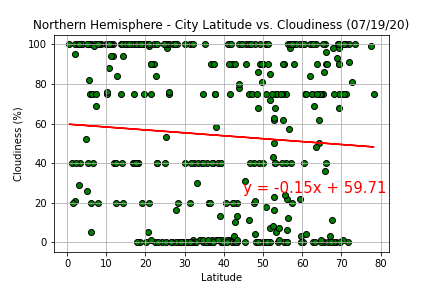 Northern Hemisphere - City Latitude vs. Cloudiness (07/19/20)
100
80
60
40
20
0
Cloudiness (%)
y = -0.15x + 59.71
0 10 20 30 40 50 60 70 80
Latitude